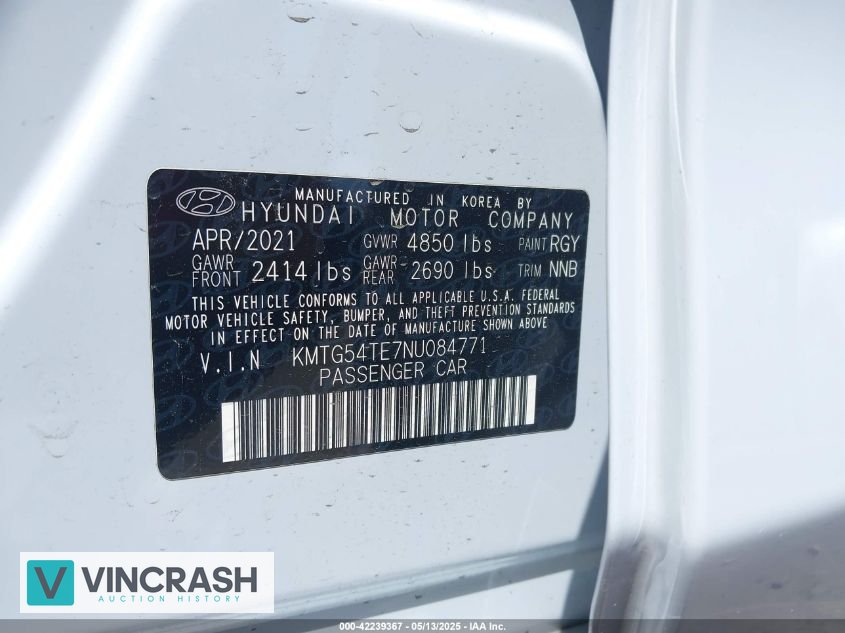 MANUFACTURED IN KOREA BY
HYUNDAI MOTOR COMPANY
APR/2021 GVWR 4850 lbs PAINT RGY
GAWR FRONT 2414 lbs GAWR REAR 2690 lbs TRIM NNB
THIS VEHICLE CONFORMS TO ALL APPLICABLE U.S.A. FEDERAL
MOTOR VEHICLE SAFETY, BUMPER, AND THEFT PREVENTION STANDARDS
IN EFFECT ON THE DATE OF MANUFACTURE SHOWN ABOVE.
V.I.N KMTG54TE7NU084771
PASSENGER CAR
V VINCRASH
AUCTION HISTORY
000-42239367 - 05/13/2025 - IAA Inc.